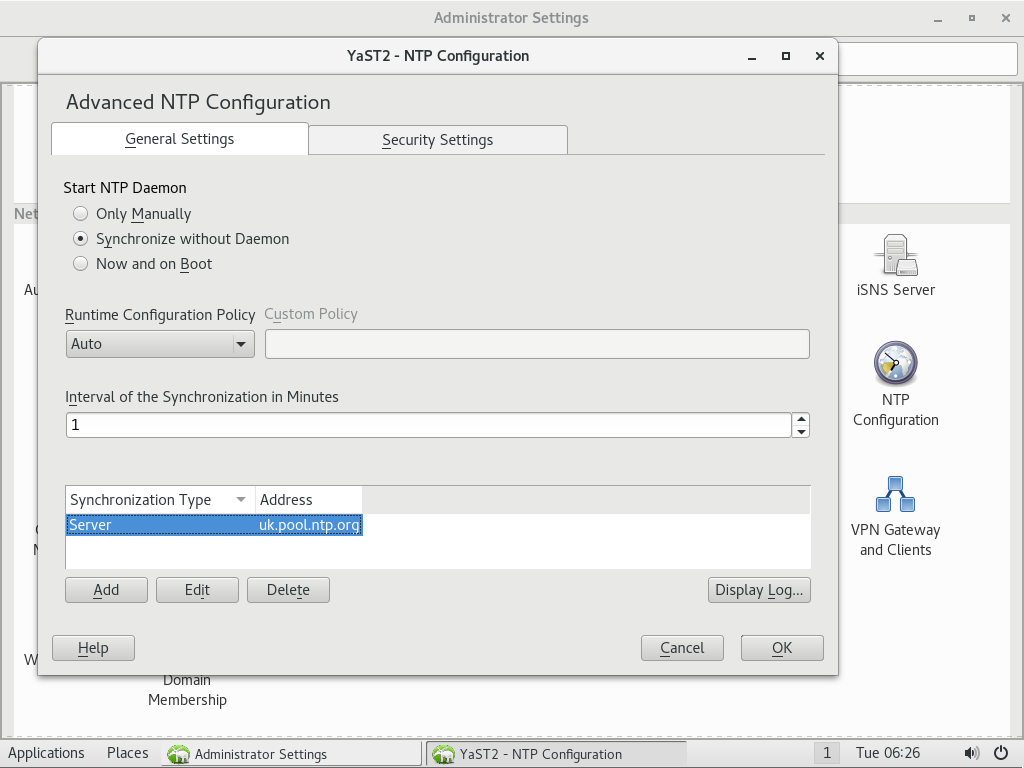 Administrator Settings
YaST2 - NTP Configuration
Advanced NTP Configuration
General Settings
Security Settings
Start NTP Daemon
Only Manually
Synchronize without Daemon
Now and on Boot
Runtime Configuration Policy
Custom Policy
Auto
Interval of the Synchronization in Minutes
1
Synchronization Type
Address
Server
uk.pool.ntp.org
Add
Edit
Delete
Display Log...
Help
Cancel
OK
iSNS Server
NTP
Configuration
VPN Gateway
and Clients
Domain
Membership
Applications
Places
Administrator Settings
YaST2 - NTP Configuration
1
Tue 06:26